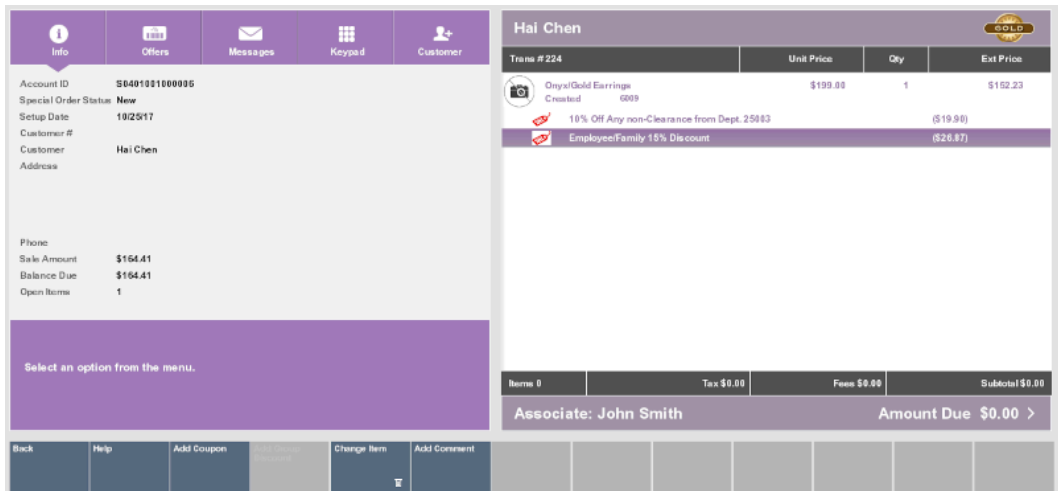 Info
Offers
Messages
Keypad
Customer
Account ID S0401001000006
Special Order Status New
Setup Date 10/25/17
Customer #
Customer Hai Chen
Address
Phone
Sale Amount $164.41
Balance Due $164.41
Open Items 1
Select an option from the menu.
Hai Chen
GOLD
Trans # 224 Unit Price Qty Ext Price
Onyx/Gold Earrings $199.00 1 $152.23
Created 6009
SALE 10% Off Any non-Clearance from Dept. 25003 ($19.90)
SALE Employee/Family 15% Discount ($26.87)
Items 0 Tax $0.00 Fees $0.00 Subtotal $0.00
Associate: John Smith Amount Due $0.00 >
Back
Help
Add Coupon
Change Item
Add Comment